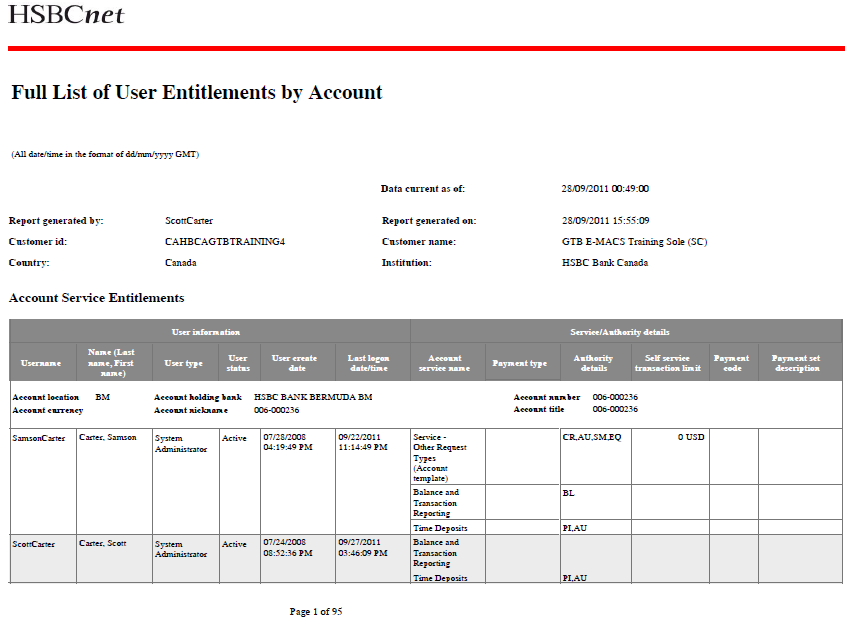 HSBCnet
Full List of User Entitlements by Account
(All date/time in the format of dd/mm/yyyy GMT)
Data current as of: 28/09/2011 00:49:00
Report generated by: ScottCarter Report generated on: 28/09/2011 15:55:09
Customer id: CAHBCAGTBTRAINING4 Customer name: GTB E-MACS Training Sole (SC)
Country: Canada Institution: HSBC Bank Canada
Account Service Entitlements
User information Service/Authority details
Username Name (Last name, First name) User type User status User create date Last logon date/time Account service name Payment type Authority details Self service transaction limit Payment code Payment set description
Account location BM Account holding bank HSBC BANK BERMUDA BM Account number 006-000236
Account currency Account nickname 006-000236 Account title 006-000236
SamsonCarter Carter, Samson System Administrator Active 07/28/2008 04:19:49 PM 09/22/2011 11:14:49 PM Service - Other Request Types (Account template) CR,AU,SM,EQ 0 USD
Balance and Transaction Reporting BL
Time Deposits PI,AU
ScottCarter Carter, Scott System Administrator Active 07/24/2008 08:52:36 PM 09/27/2011 03:46:09 PM Balance and Transaction Reporting
Time Deposits PI,AU
Page 1 of 95